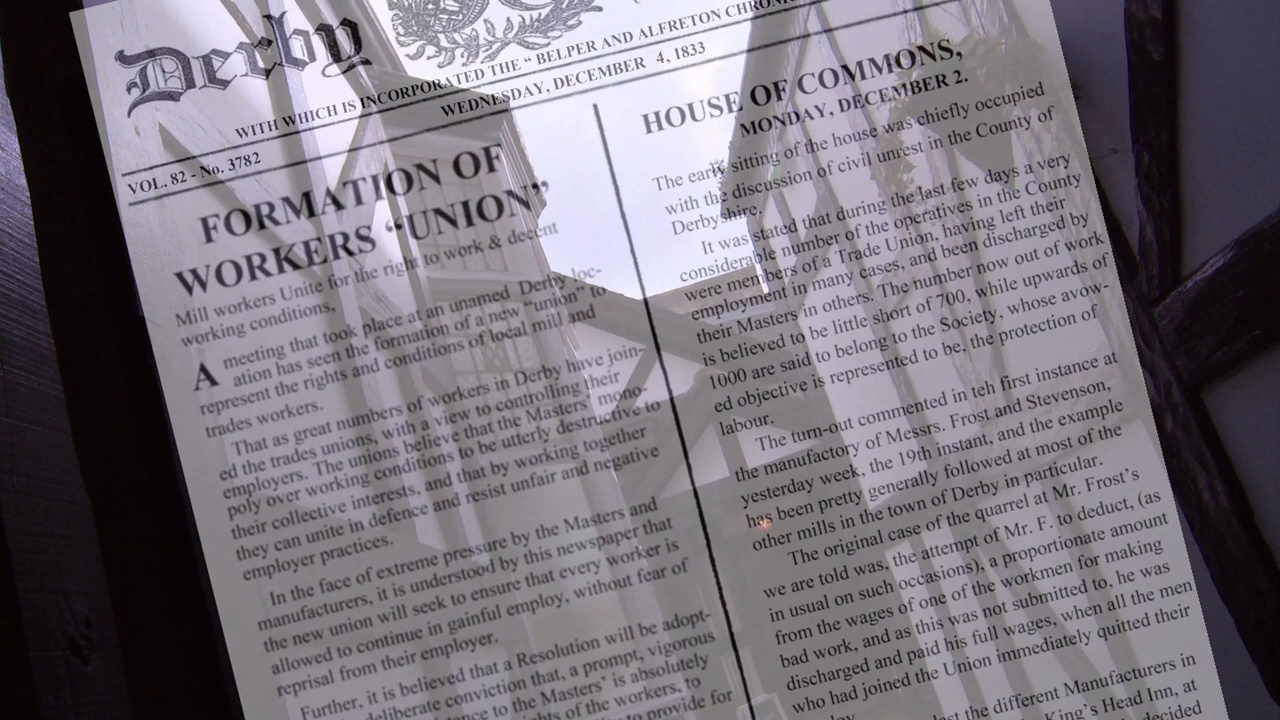 Derby
WITH WHICH IS INCORPORATED THE “ BELPER AND ALFRETON CHRONI
WEDNESDAY, DECEMBER 4, 1833
VOL. 82 - No. 3782
FORMATION OF
WORKERS “UNION”
Mill workers Unite for the right to work & decent
working conditions,
A meeting that took place at an unamed Derby loc-
ation has seen the formation of a new “union” to
represent the rights and conditions of local mill and
trades workers.
That as great numbers of workers in Derby have join-
ed the trades unions, with a view to controlling their
employers. The unions believe that the Masters’ mono-
poly over working conditions to be utterly destructive to
their collective interests, and that by working together
they can unite in defence and resist unfair and negative
employer practices.
In the face of extreme pressure by the Masters and
manufacturers, it is understood by this newspaper that
the new union will seek to ensure that every worker is
allowed to continue in gainful employ, without fear of
reprisal from their employer.
Further, it is believed that a Resolution will be adopt-
deliberate conviction that, a prompt, vigorous
tance to the Masters’ is absolutely
ights of the workers, to
to provide for
HOUSE OF COMMONS,
MONDAY, DECEMBER 2.
The early sitting of the house was chiefly occupied
with the discussion of civil unrest in the County of
Derbyshire.
It was stated that during the last few days a very
considerable number of the operatives in the County
were members of a Trade Union, having left their
employment in many cases, and been discharged by
their Masters in others. The number now out of work
is believed to be little short of 700, while upwards of
1000 are said to belong to the Society, whose avow-
ed objective is represented to be, the protection of
labour.
The turn-out commented in teh first instance at
the manufactory of Messrs. Frost and Stevenson,
yesterday week, the 19th instant, and the example
has been pretty generally followed at most of the
other mills in the town of Derby in particular.
The original case of the quarrel at Mr. Frost’s
we are told was, the attempt of Mr. F. to deduct, (as
in usual on such occasions), a proportionate amount
from the wages of one of the workmen for making
bad work, and as this was not submitted to, he was
discharged and paid his full wages, when all the men
who had joined the Union immediately quitted their
last the different Manufacturers in
King’s Head Inn, at
decided